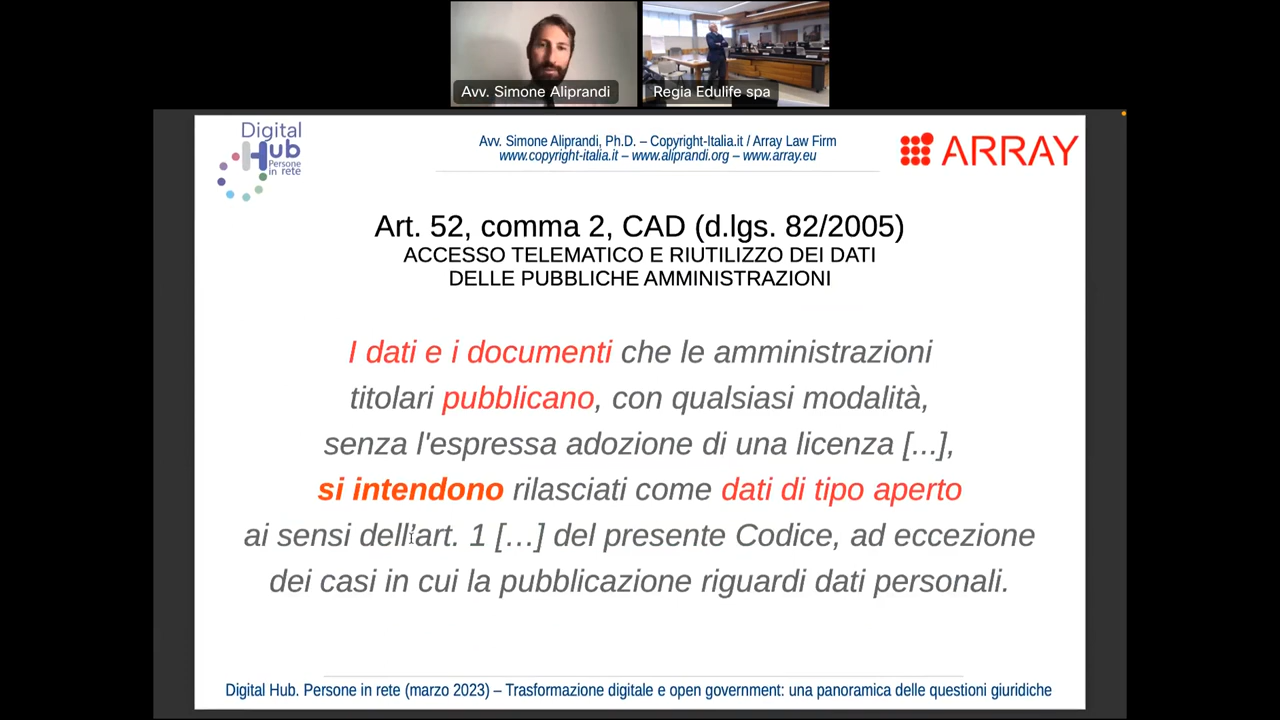 Avv. Simone Aliprandi
Regia Edulife spa
Digital
Hub
Persone
in rete
Avv. Simone Aliprandi, Ph.D. – Copyright-Italia.it / Array Law Firm
www.copyright-italia.it – www.aliprandi.org – www.array.eu
ARRAY
Art. 52, comma 2, CAD (d.lgs. 82/2005)
ACCESSO TELEMATICO E RIUTILIZZO DEI DATI
DELLE PUBBLICHE AMMINISTRAZIONI
I dati e i documenti che le amministrazioni
titolari pubblicano, con qualsiasi modalità,
senza l'espressa adozione di una licenza [...],
si intendono rilasciati come dati di tipo aperto
ai sensi dell’art. 1 […] del presente Codice, ad eccezione
dei casi in cui la pubblicazione riguardi dati personali.
Digital Hub. Persone in rete (marzo 2023) – Trasformazione digitale e open government: una panoramica delle questioni giuridiche